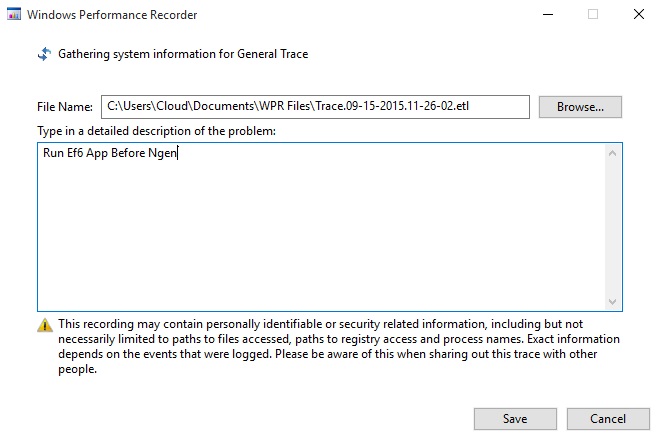 Windows Performance Recorder
Gathering system information for General Trace
File Name: C:\Users\Cloud\Documents\WPR Files\Trace.09-15-2015.11-26-02.etl Browse...
Type in a detailed description of the problem:
Run Ef6 App Before Ngen
This recording may contain personally identifiable or security related information, including but not
necessarily limited to paths to files accessed, paths to registry access and process names. Exact information
depends on the events that were logged. Please be aware of this when sharing out this trace with other
people.
Save Cancel